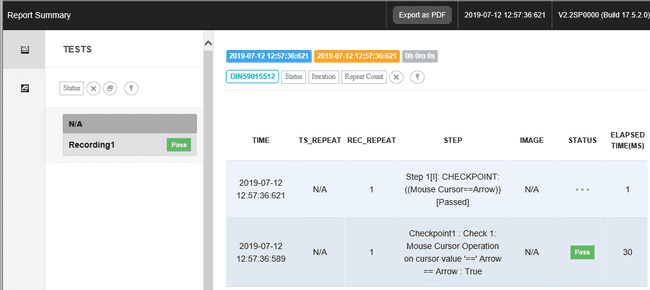 Report Summary
Export as PDF
2019-07-12 12:57:36:621
V2.2SP0000 (Build 17.5.2.0)
TESTS
Status
N/A
Recording1 Pass
2019-07-12 12:57:36:621 2019-07-12 12:57:36:621 0h 0m 0s
DIN59015512 Status Iteration Repeat Count
TIME TS_REPEAT REC_REPEAT STEP IMAGE STATUS ELAPSED
TIME(MS)
2019-07-12
12:57:36:621
N/A
1
Step 1[I]: CHECKPOINT:
((Mouse Cursor==Arrow))
[Passed]
N/A
1
2019-07-12
12:57:36:589
N/A
1
Checkpoint1 : Check 1:
Mouse Cursor Operation
on cursor value '==' Arrow
== Arrow : True
N/A
Pass
30